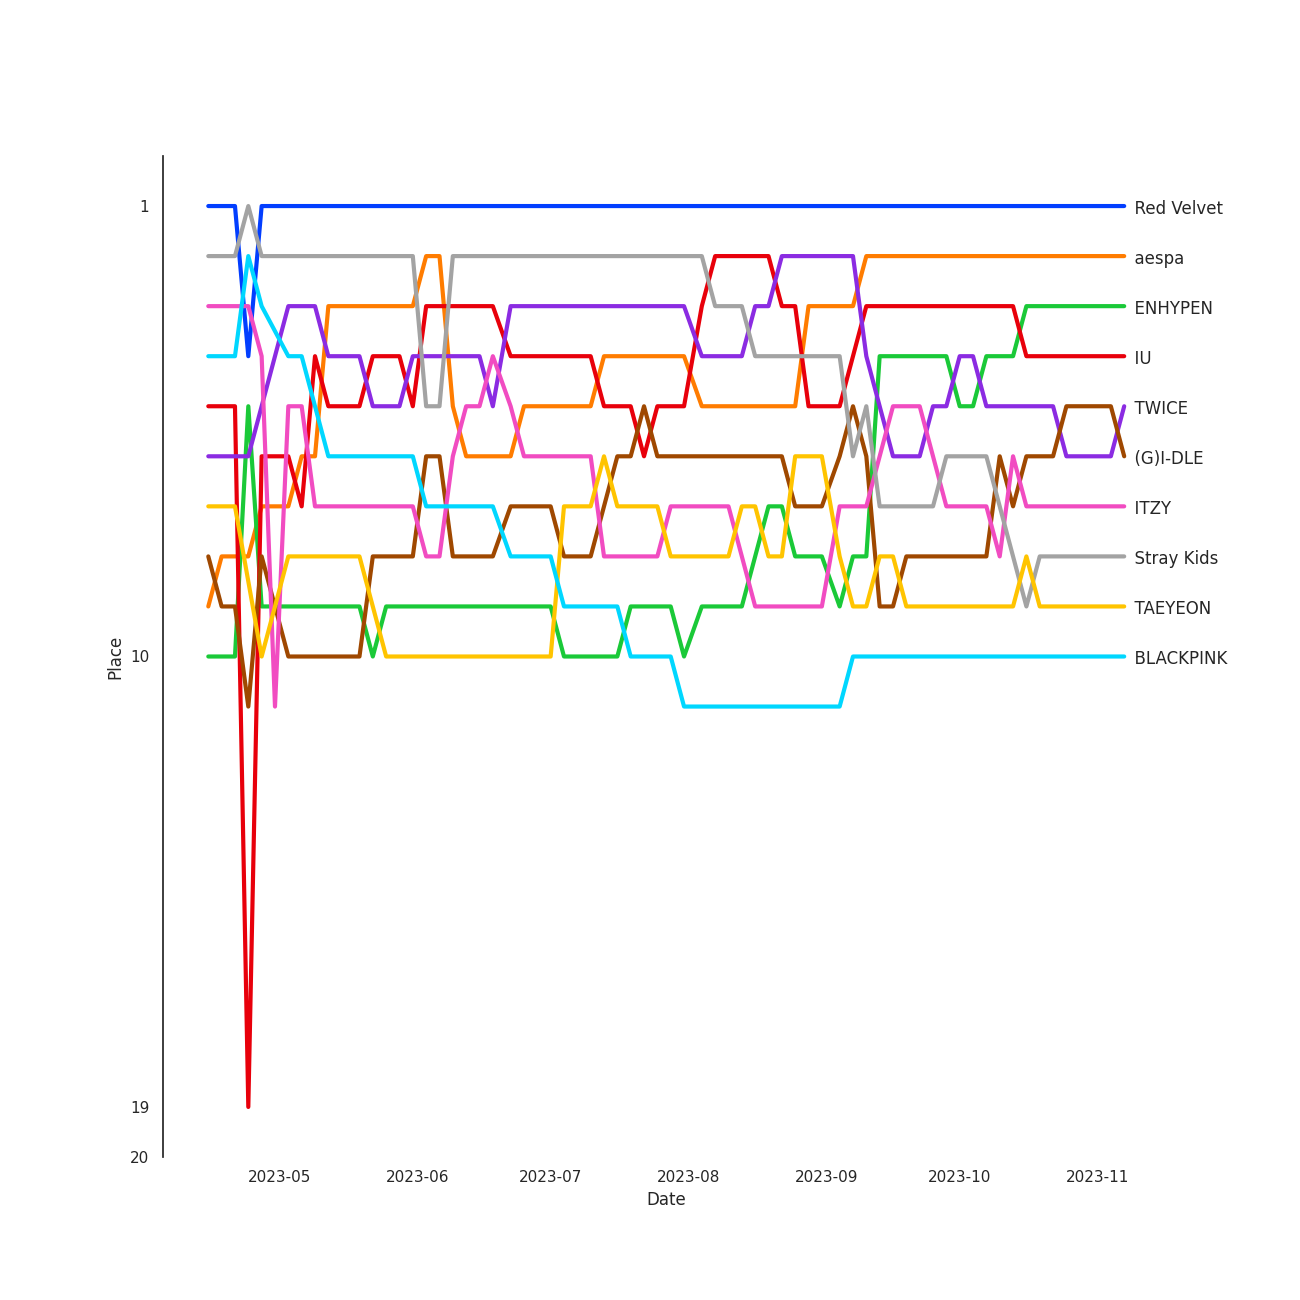 1
10
19
20
Place
Red Velvet
aespa
ENHYPEN
IU
TWICE
(G)I-DLE
ITZY
Stray Kids
TAEYEON
BLACKPINK
2023-05 2023-06 2023-07 2023-08 2023-09 2023-10 2023-11
Date